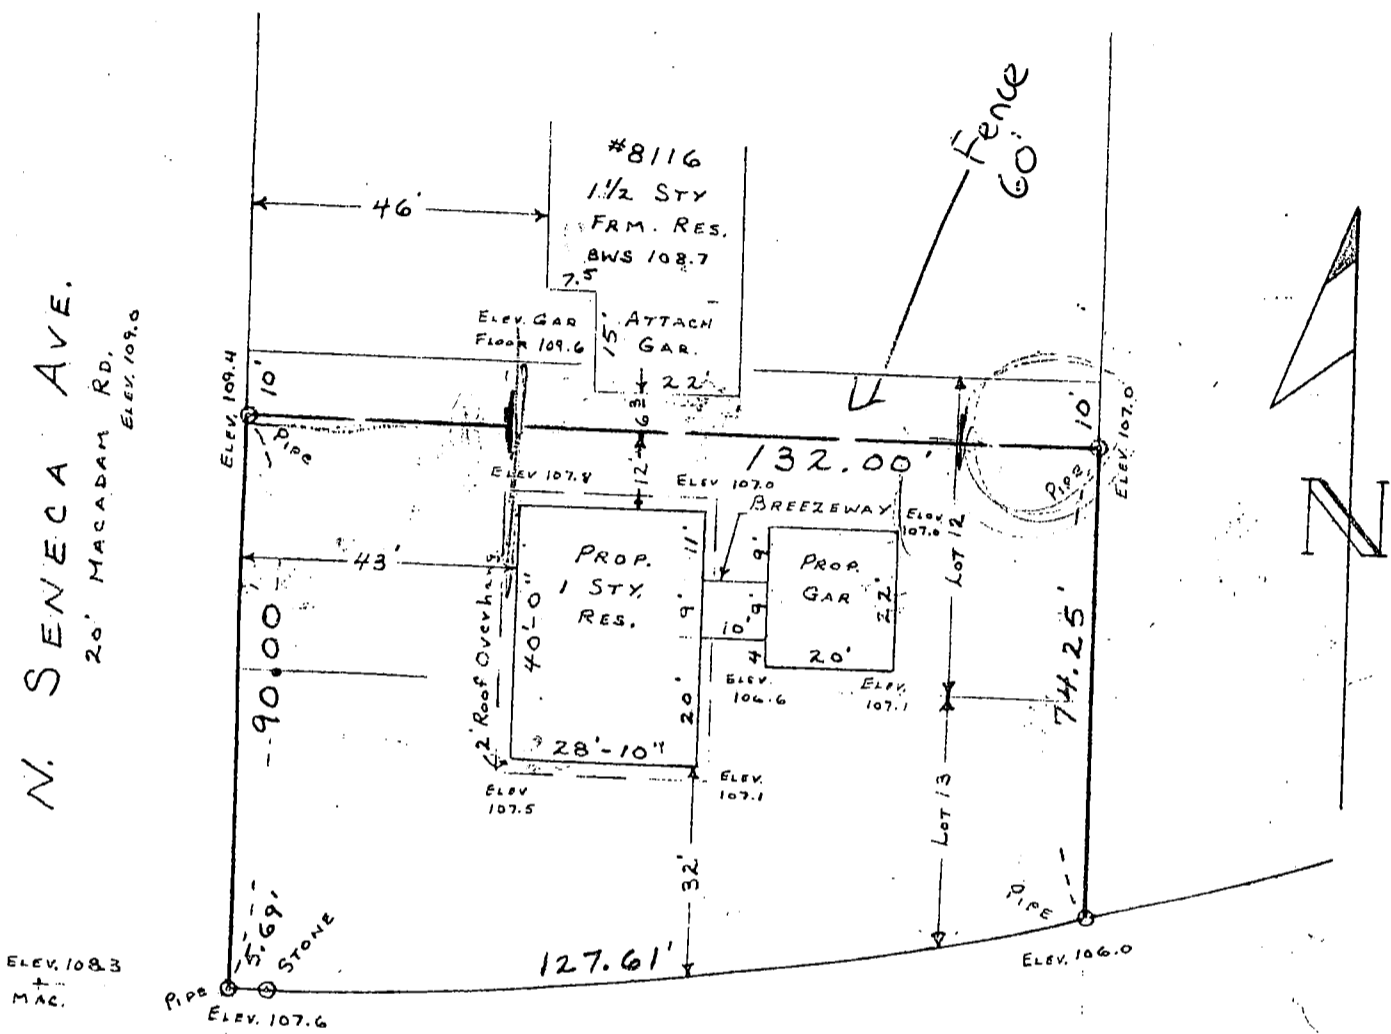 Fence
60'
#8116
1 1/2 STY
FRM. RES.
BWS 108.7
46'
7.5
ELEV. GAR
FLOOR 109.6
15'
ATTACH
GAR.
22'
N. SENECA AVE.
20' MACADAM RD.
ELEV. 109.0
ELEV. 109.4
10'
PIPE
6.3
12'
132.00'
10'
ELEV. 107.0
PIPE
ELEV 107.8
ELEV 107.0
BREEZEWAY
ELEV.
107.0
LOT 12
N
43'
PROP.
1 STY.
RES.
11'
9'
PROP.
GAR
22'
40'-0"
9'
10'
4
20'
2' Roof Overhang
20'
ELEV.
106.6
ELEV.
107.1
90.00'
74.25'
28'-10"
ELEV
107.5
ELEV.
107.1
LOT 13
32'
PIPE
5.69'
STONE
127.61'
ELEV. 106.0
ELEV. 108.3
+
MAC.
PIPE
ELEV. 107.6